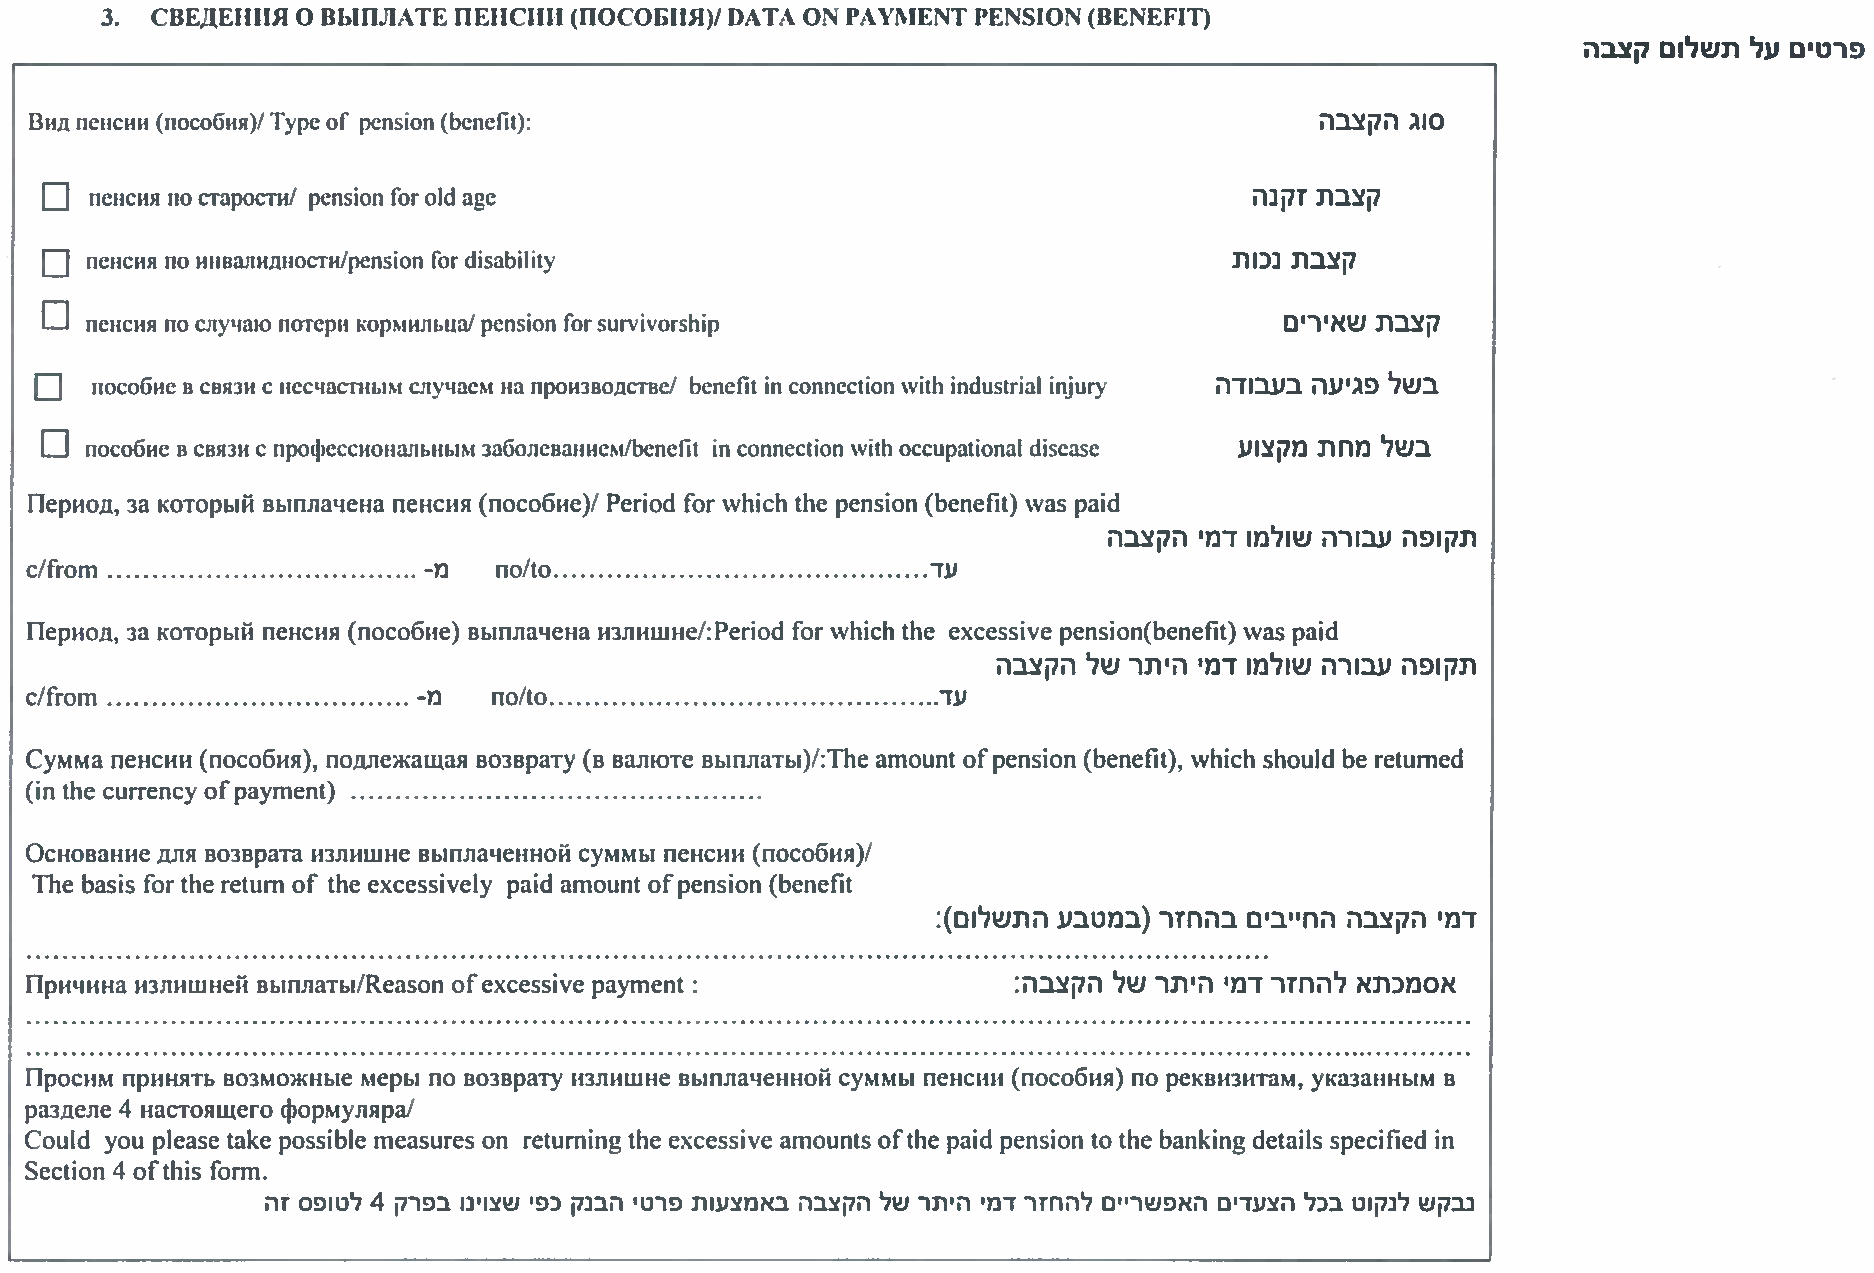 3. СВЕДЕНИЯ О ВЫПЛАТЕ ПЕНСИИ (ПОСОБИЯ)/ DATA ON PAYMENT PENSION (BENEFIT)
פרטים על תשלום קצבה
Вид пенсии (пособия)/ Type of pension (benefit): סוג הקצבה
☐ пенсия по старости/ pension for old age קצבת זקנה
☐ пенсия по инвалидности/pension for disability קצבת נכות
☐ пенсия по случаю потери кормильца/ pension for survivorship קצבת שאירים
☐ пособие в связи с несчастным случаем на производстве/ benefit in connection with industrial injury בשל פגיעה בעבודה
☐ пособие в связи с профессиональным заболеванием/benefit in connection with occupational disease בשל מחת מקצוע
Период, за который выплачена пенсия (пособие)/ Period for which the pension (benefit) was paid
תקופה עבורה שולמו דמי הקצבה
с/from .................................. מ- по/to..........................................עד
Период, за который пенсия (пособие) выплачена излишне/:Period for which the excessive pension(benefit) was paid
תקופה עבורה שולמו דמי היתר של הקצבה
с/from .................................. מ- по/to...........................................עד
Сумма пенсии (пособия), подлежащая возврату (в валюте выплаты)/:The amount of pension (benefit), which should be returned
(in the currency of payment) ..............................................
Основание для возврата излишне выплаченной суммы пенсии (пособия)/
The basis for the return of the excessively paid amount of pension (benefit
דמי הקצבה החייבים בהחזר (במטבע התשלום):
..........................................................................................................................................
Причина излишней выплаты/Reason of excessive payment : אסמכתא להחזר דמי היתר של הקצבה:
................................................................................................................................................................
................................................................................................................................................................
Просим принять возможные меры по возврату излишне выплаченной суммы пенсии (пособия) по реквизитам, указанным в
разделе 4 настоящего формуляра/
Could you please take possible measures on returning the excessive amounts of the paid pension to the banking details specified in
Section 4 of this form.
נבקש לנקוט בכל הצעדים האפשריים להחזר דמי היתר של הקצבה באמצעות פרטי הבנק כפי שצוינו בפרק 4 לטופס זה